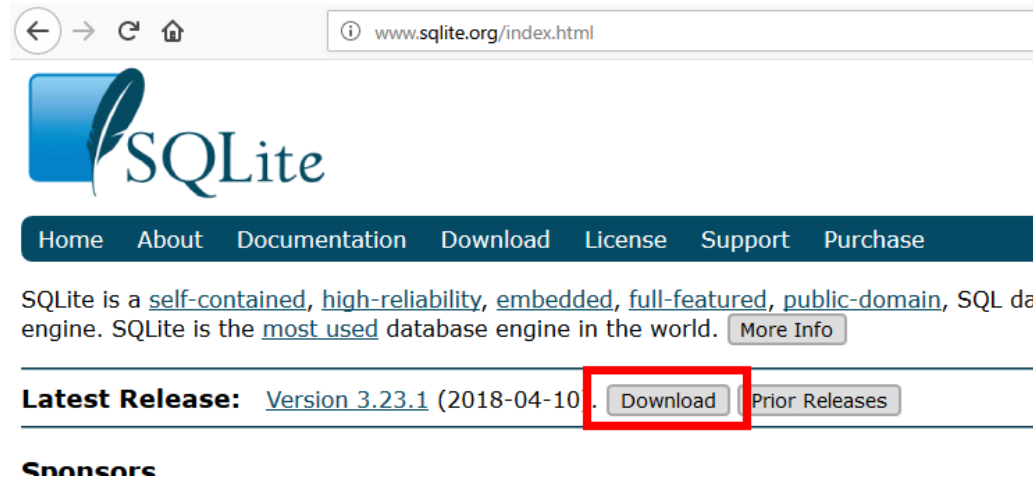 www.sqlite.org/index.html
SQLite
Home About Documentation Download License Support Purchase
SQLite is a self-contained, high-reliability, embedded, full-featured, public-domain, SQL da
engine. SQLite is the most used database engine in the world. More Info
Latest Release: Version 3.23.1 (2018-04-10). Download Prior Releases
Sponsors